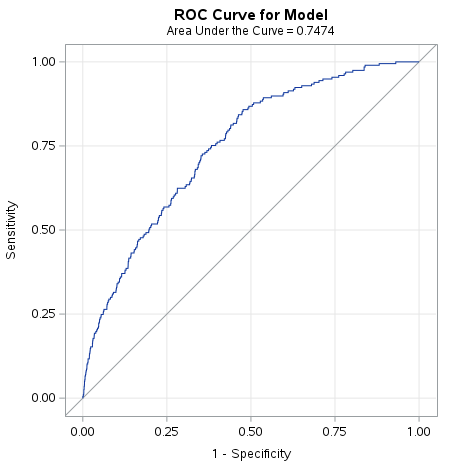 ROC Curve for Model
Area Under the Curve = 0.7474
1.00
0.75
0.50
0.25
0.00
Sensitivity
0.00 0.25 0.50 0.75 1.00
1 - Specificity